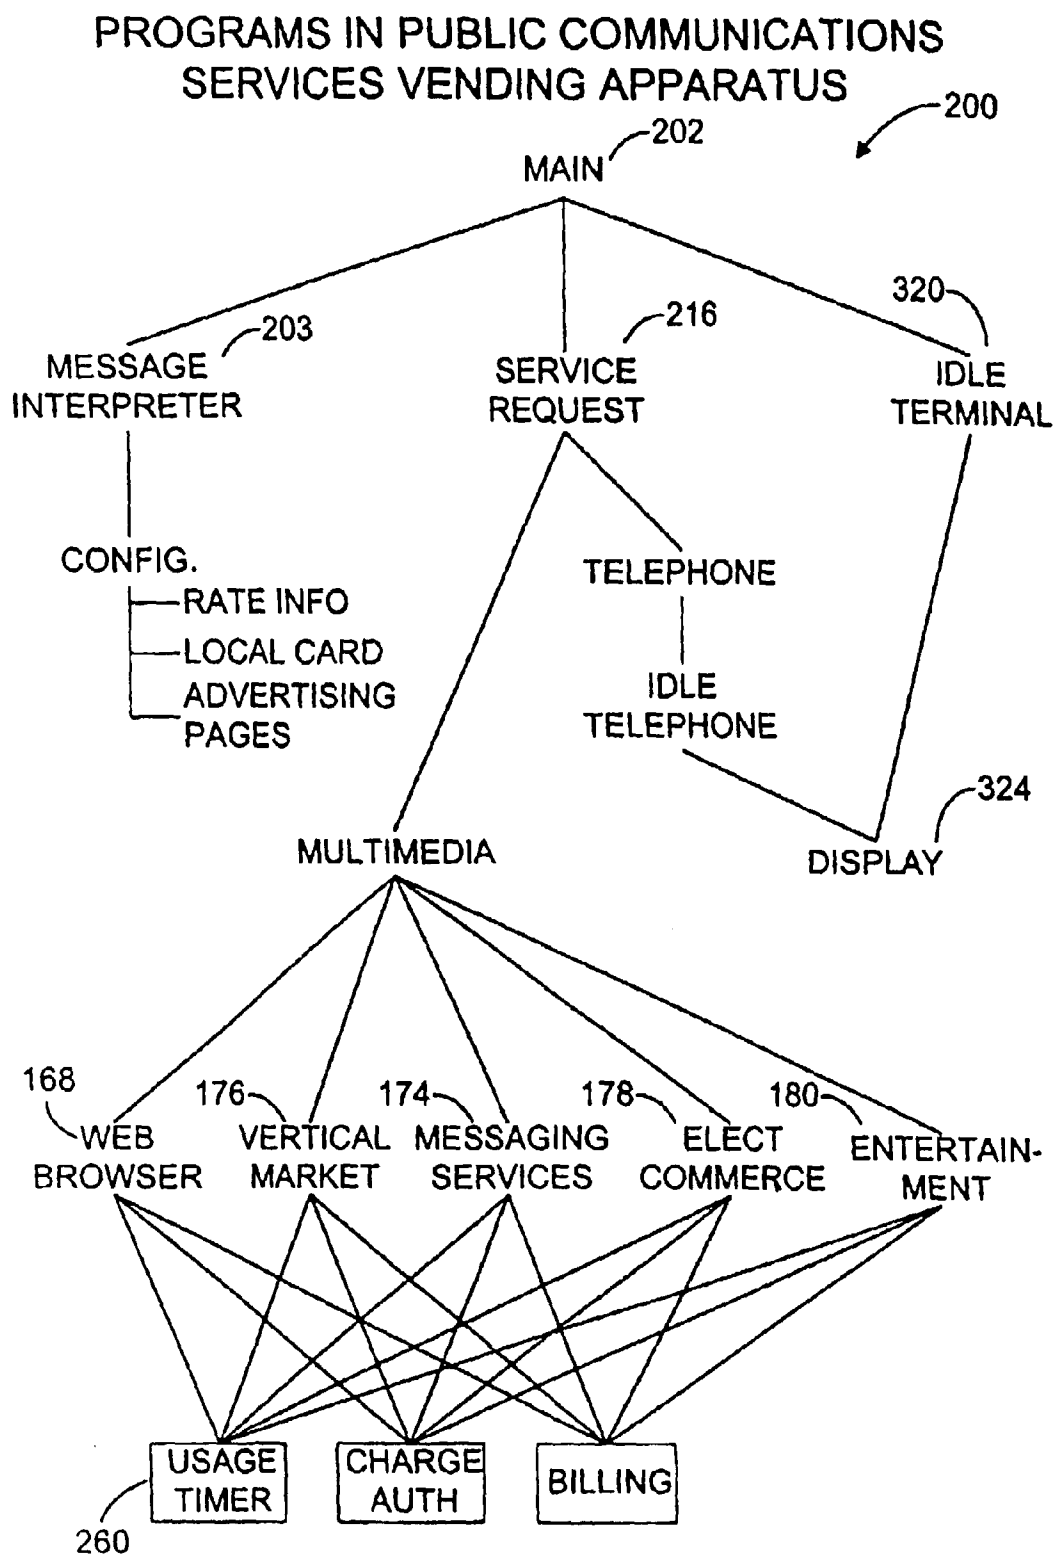 PROGRAMS IN PUBLIC COMMUNICATIONS
SERVICES VENDING APPARATUS
200
202
MAIN
320
203
216
MESSAGE
INTERPRETER
SERVICE
REQUEST
IDLE
TERMINAL
CONFIG.
RATE INFO
LOCAL CARD
ADVERTISING
PAGES
TELEPHONE
IDLE
TELEPHONE
324
MULTIMEDIA
DISPLAY
168
176
174
178
180
WEB
BROWSER
VERTICAL
MARKET
MESSAGING
SERVICES
ELECT
COMMERCE
ENTERTAIN-
MENT
USAGE
TIMER
CHARGE
AUTH
BILLING
260